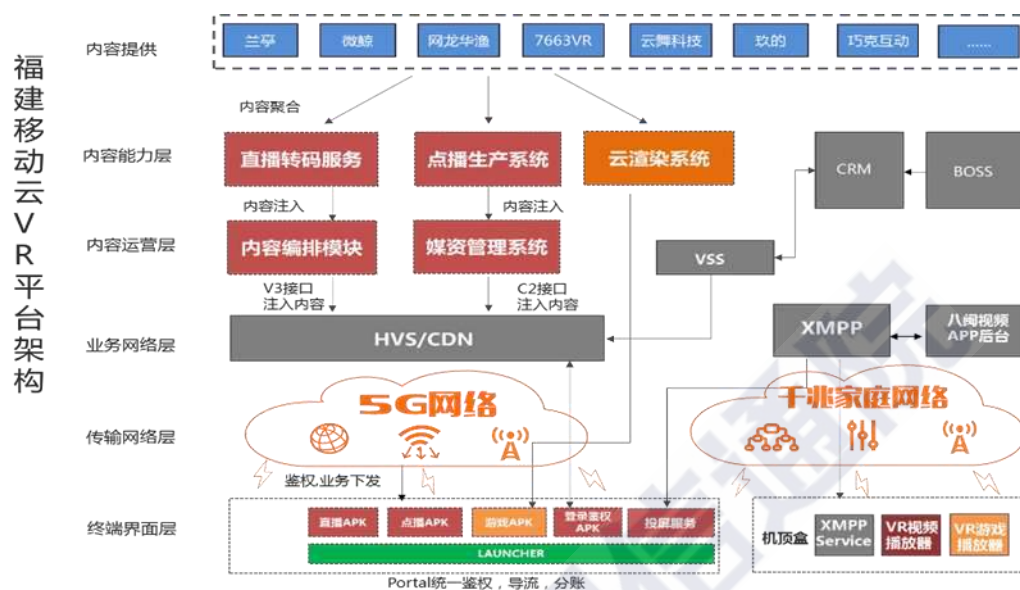 福建移动云VR平台架构
内容提供
兰亭
微鲸
网龙华渔
7663VR
云舞科技
玖的
巧克互动
......
内容聚合
内容能力层
直播转码服务
点播生产系统
云渲染系统
CRM
BOSS
内容注入
内容注入
内容运营层
内容编排模块
媒资管理系统
VSS
V3接口
注入内容
C2接口
注入内容
业务网络层
HVS/CDN
XMPP
八闽视频
APP后台
传输网络层
5G网络
千兆家庭网络
鉴权,业务下发
终端界面层
直播APK
点播APK
游戏APK
登录鉴权
APK
投屏服务
LAUNCHER
Portal统一鉴权，导流，分账
机顶盒
XMPP
Service
VR视频
播放器
VR游戏
播放器
信通院